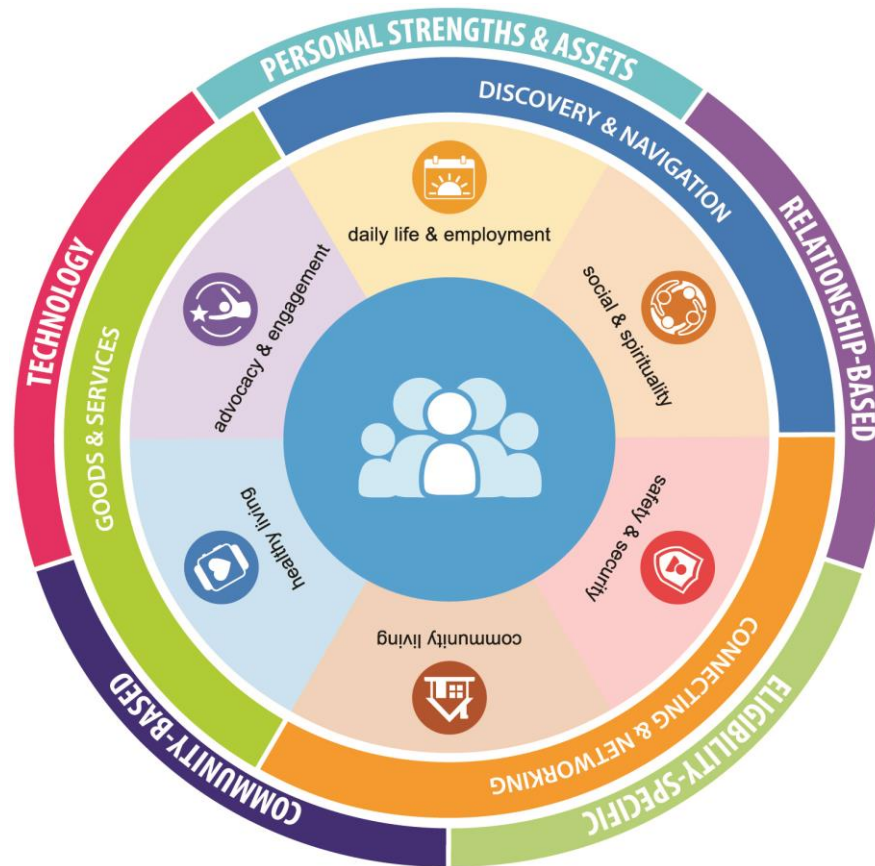 PERSONAL STRENGTHS & ASSETS
RELATIONSHIP-BASED
ELIGIBILITY-SPECIFIC
COMMUNITY-BASED
TECHNOLOGY
DISCOVERY & NAVIGATION
CONNECTING & NETWORKING
GOODS & SERVICES
daily life & employment
social & spirituality
safety & security
community living
healthy living
advocacy & engagement